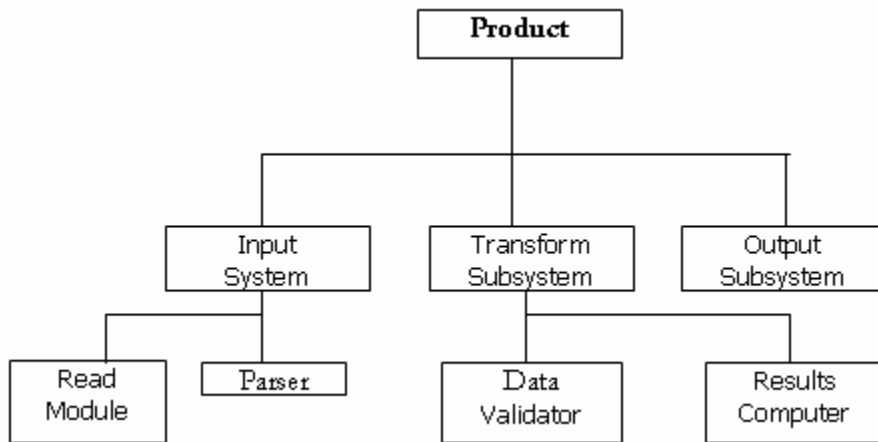 Product
Input
System
Transform
Subsystem
Output
Subsystem
Read
Module
Parser
Data
Validator
Results
Computer